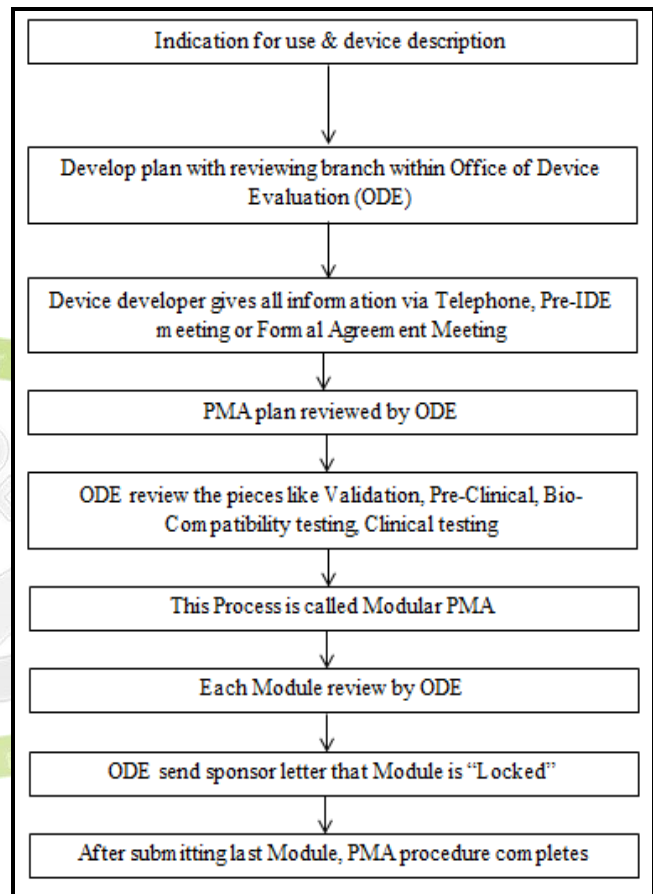 Indication for use & device description
Develop plan with reviewing branch within Office of Device
Evaluation (ODE)
Device developer gives all information via Telephone, Pre-IDE
meeting or Formal Agreement Meeting
PMA plan reviewed by ODE
ODE review the pieces like Validation, Pre-Clinical, Bio-
Compatibility testing, Clinical testing
This Process is called Modular PMA
Each Module review by ODE
ODE send sponsor letter that Module is “Locked”
After submitting last Module, PMA procedure completes